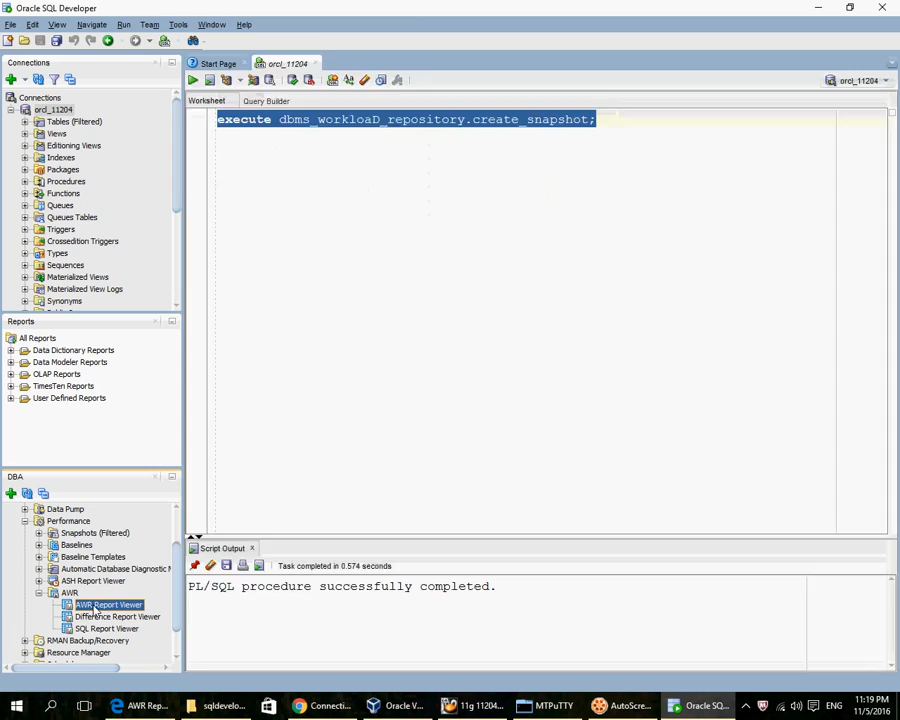 Oracle SQL Developer
File Edit View Navigate Run Team Tools Window Help
Connections
Start Page
orcl_11204
orcl_11204
Worksheet Query Builder
execute dbms_workloaD_repository.create_snapshot;
Connections
orcl_11204
Tables (Filtered)
Views
Editioning Views
Indexes
Packages
Procedures
Functions
Queues
Queues Tables
Triggers
Crossedition Triggers
Types
Sequences
Materialized Views
Materialized View Logs
Synonyms
Reports
All Reports
Data Dictionary Reports
Data Modeler Reports
OLAP Reports
TimesTen Reports
User Defined Reports
DBA
Data Pump
Performance
Snapshots (Filtered)
Baselines
Baseline Templates
Automatic Database Diagnostic M
ASH Report Viewer
AWR
AWR Report Viewer
Difference Report Viewer
SQL Report Viewer
RMAN Backup/Recovery
Resource Manager
Script Output
Task completed in 0.574 seconds
PL/SQL procedure successfully completed.
AWR Rep...
sqldevelo...
Connecti...
Oracle V...
11g 11204...
MTPuTTY
AutoScree...
Oracle SQ...
ENG
11:19 PM
11/5/2016